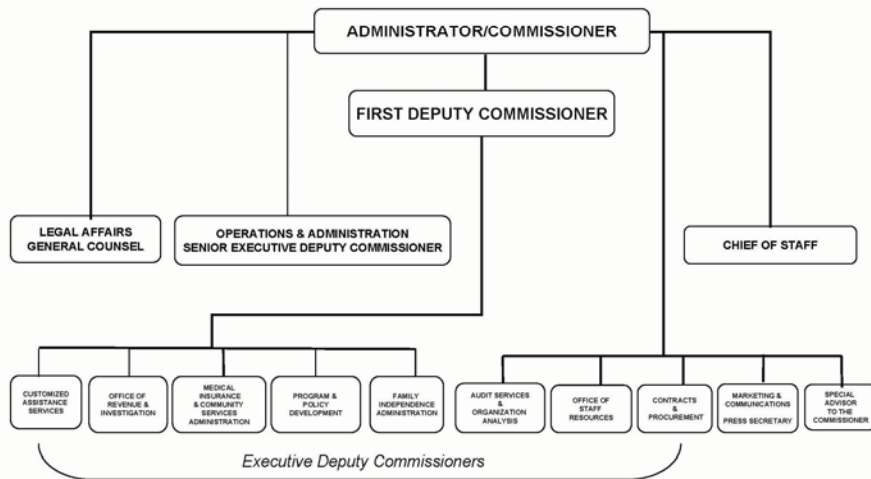 ADMINISTRATOR/COMMISSIONER
FIRST DEPUTY COMMISSIONER
LEGAL AFFAIRS
GENERAL COUNSEL
OPERATIONS & ADMINISTRATION
SENIOR EXECUTIVE DEPUTY COMMISSIONER
CHIEF OF STAFF
CUSTOMIZED
ASSISTANCE
SERVICES
OFFICE OF
REVENUE &
INVESTIGATION
MEDICAL
INSURANCE
& COMMUNITY
SERVICES
ADMINISTRATION
PROGRAM &
POLICY
DEVELOPMENT
FAMILY
INDEPENDENCE
ADMINISTRATION
AUDIT SERVICES
&
ORGANIZATION
ANALYSIS
OFFICE OF
STAFF
RESOURCES
CONTRACTS
&
PROCUREMENT
MARKETING &
COMMUNICATIONS
PRESS SECRETARY
SPECIAL
ADVISOR
TO THE
COMMISSIONER
Executive Deputy Commissioners